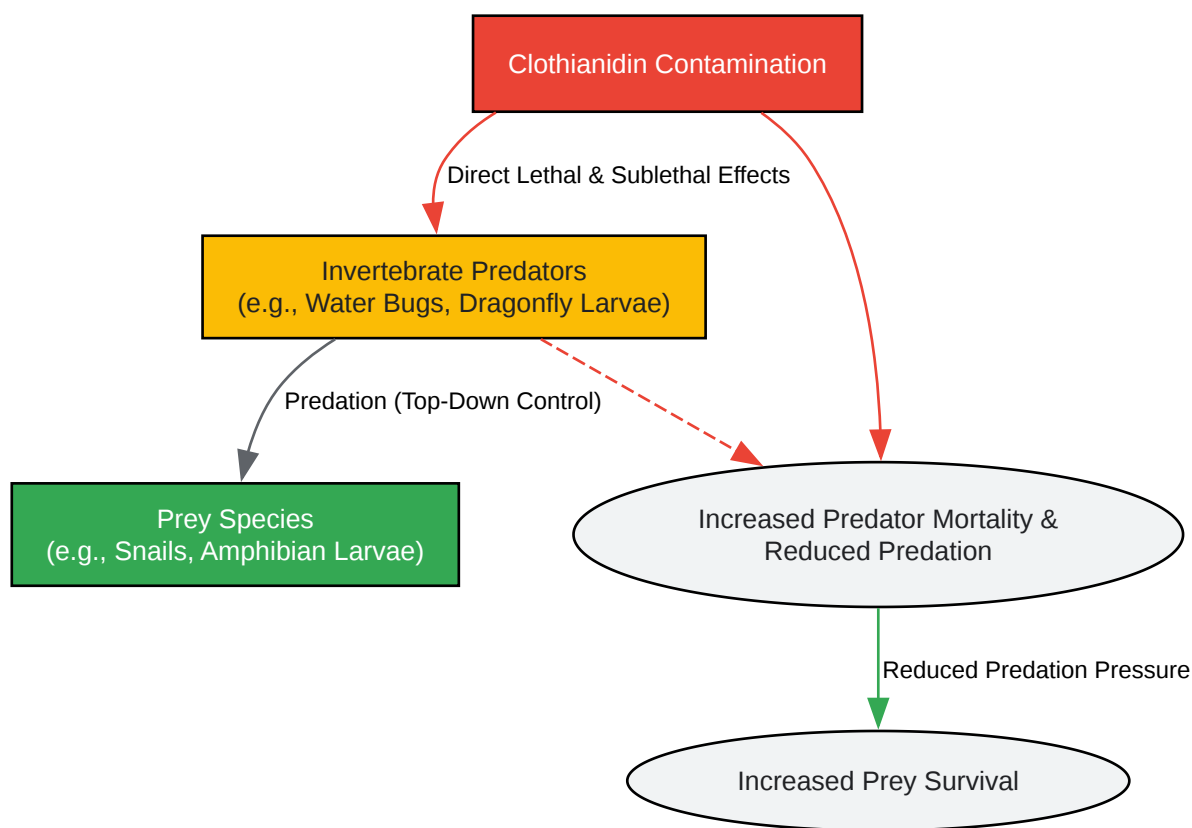 Clothianidin Contamination
Direct Lethal & Sublethal Effects
Invertebrate Predators
(e.g., Water Bugs, Dragonfly Larvae)
Predation (Top-Down Control)
Prey Species
(e.g., Snails, Amphibian Larvae)
Increased Predator Mortality &
Reduced Predation
Reduced Predation Pressure
Increased Prey Survival